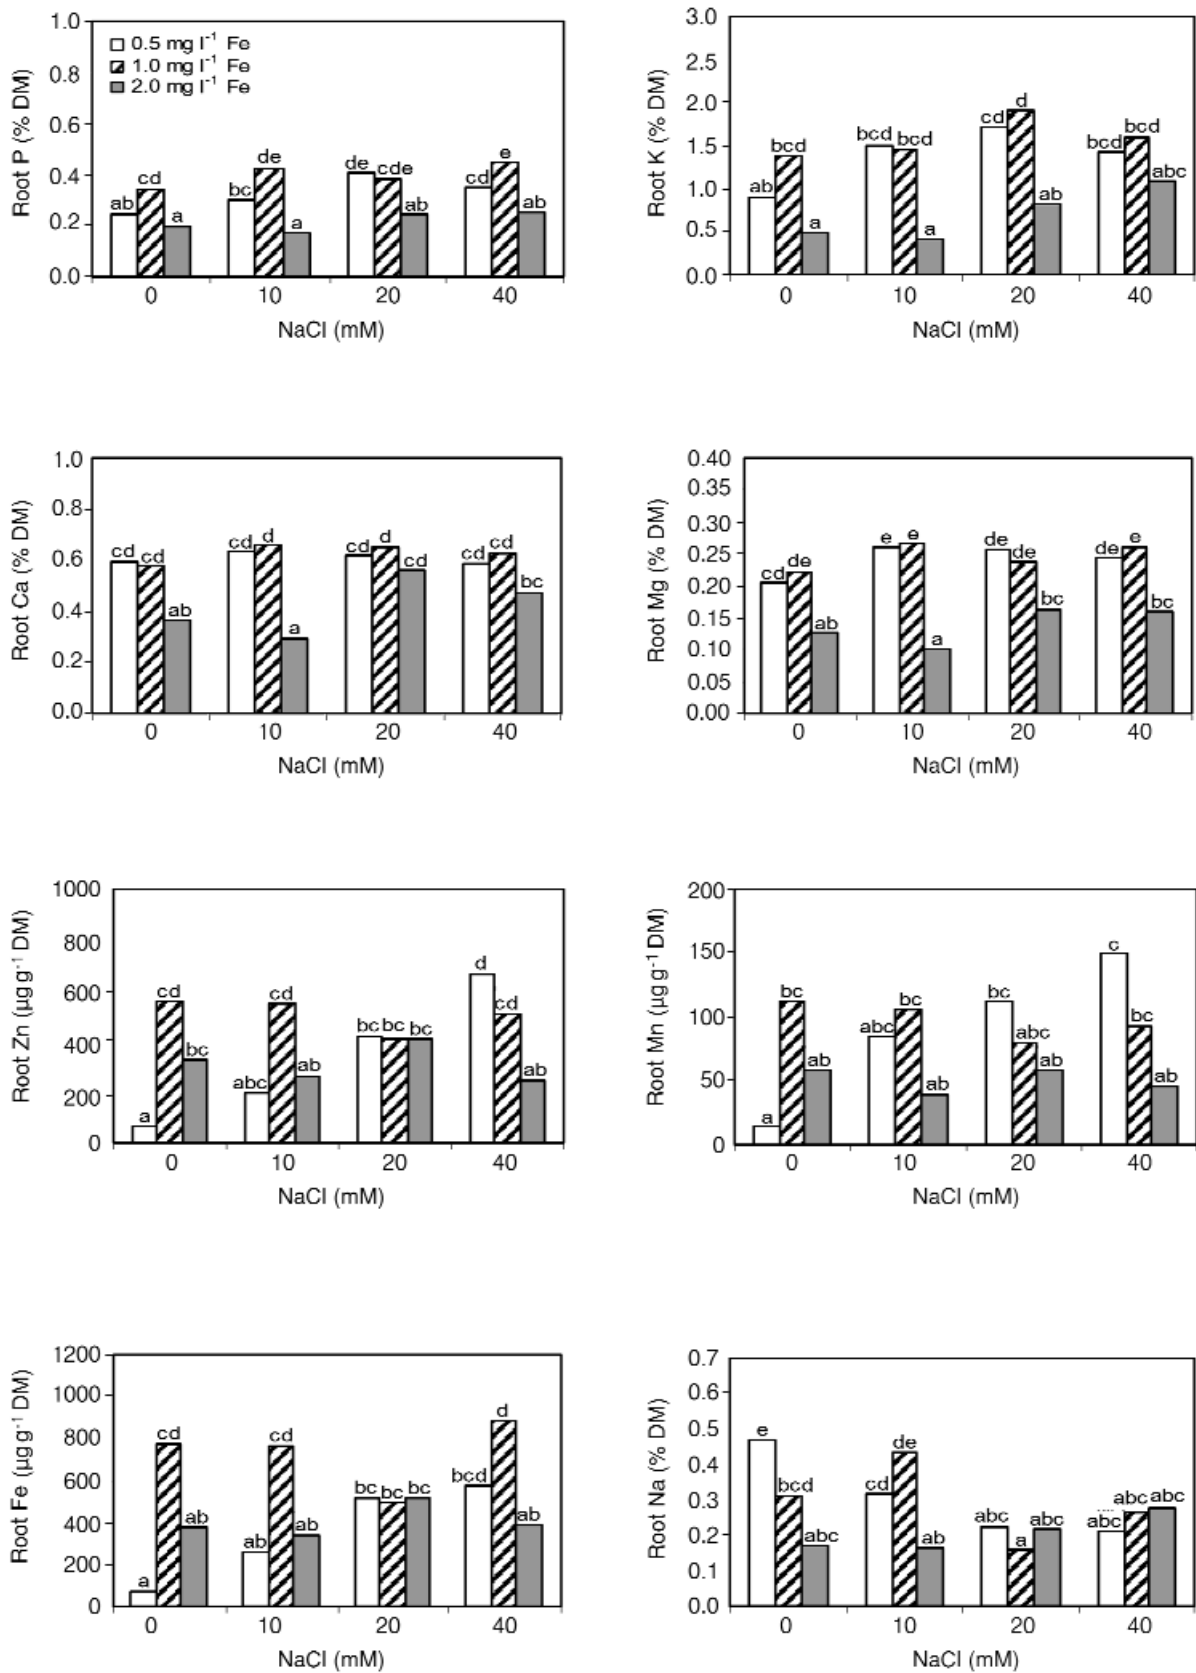 Root P (% DM)
1.0
0.8
0.6
0.4
0.2
0.0
0.5 mg l⁻¹ Fe
1.0 mg l⁻¹ Fe
2.0 mg l⁻¹ Fe
ab cd a
bc de a
de cde ab
cd e ab
0 10 20 40
NaCl (mM)
Root K (% DM)
3.0
2.5
2.0
1.5
1.0
0.5
0.0
ab bcd a
bcd bcd a
cd d ab
bcd bcd abc
0 10 20 40
NaCl (mM)
Root Ca (% DM)
1.0
0.8
0.6
0.4
0.2
0.0
cd cd ab
cd d a
cd d cd
cd cd bc
0 10 20 40
NaCl (mM)
Root Mg (% DM)
0.40
0.35
0.30
0.25
0.20
0.15
0.10
0.05
0.00
cd de ab
e e a
de de bc
de e bc
0 10 20 40
NaCl (mM)
Root Zn (µg g⁻¹ DM)
1000
800
600
400
200
0
a cd bc
abc cd ab
bc bc bc
d cd ab
0 10 20 40
NaCl (mM)
Root Mn (µg g⁻¹ DM)
200
150
100
50
0
a bc ab
abc bc ab
bc abc ab
c bc ab
0 10 20 40
NaCl (mM)
Root Fe (µg g⁻¹ DM)
1200
1000
800
600
400
200
0
a cd ab
ab cd ab
bc bc bc
bcd d ab
0 10 20 40
NaCl (mM)
Root Na (% DM)
0.7
0.6
0.5
0.4
0.3
0.2
0.1
0.0
e bcd abc
cd de ab
abc a abc
abc abc abc
0 10 20 40
NaCl (mM)